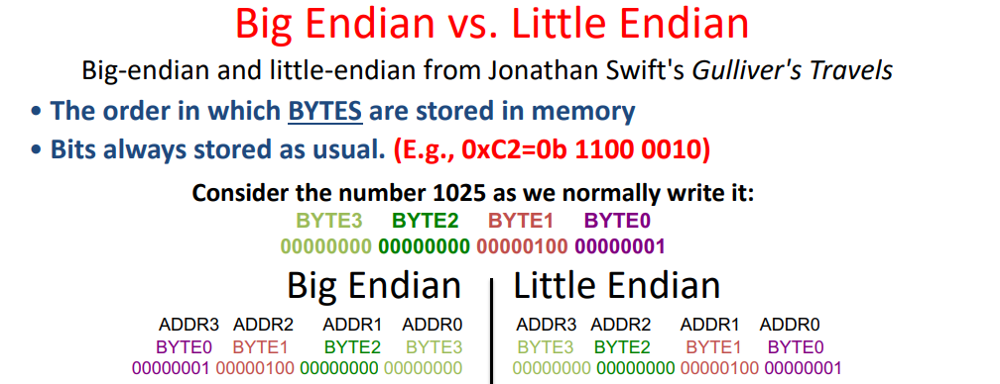 Big Endian vs. Little Endian
Big-endian and little-endian from Jonathan Swift's Gulliver's Travels
• The order in which BYTES are stored in memory
• Bits always stored as usual. (E.g., 0xC2=0b 1100 0010)
Consider the number 1025 as we normally write it:
BYTE3 BYTE2 BYTE1 BYTE0
00000000 00000000 00000100 00000001
Big Endian
ADDR3 ADDR2 ADDR1 ADDR0
BYTE0 BYTE1 BYTE2 BYTE3
00000001 00000100 00000000 00000000
Little Endian
ADDR3 ADDR2 ADDR1 ADDR0
BYTE3 BYTE2 BYTE1 BYTE0
00000000 00000000 00000100 00000001